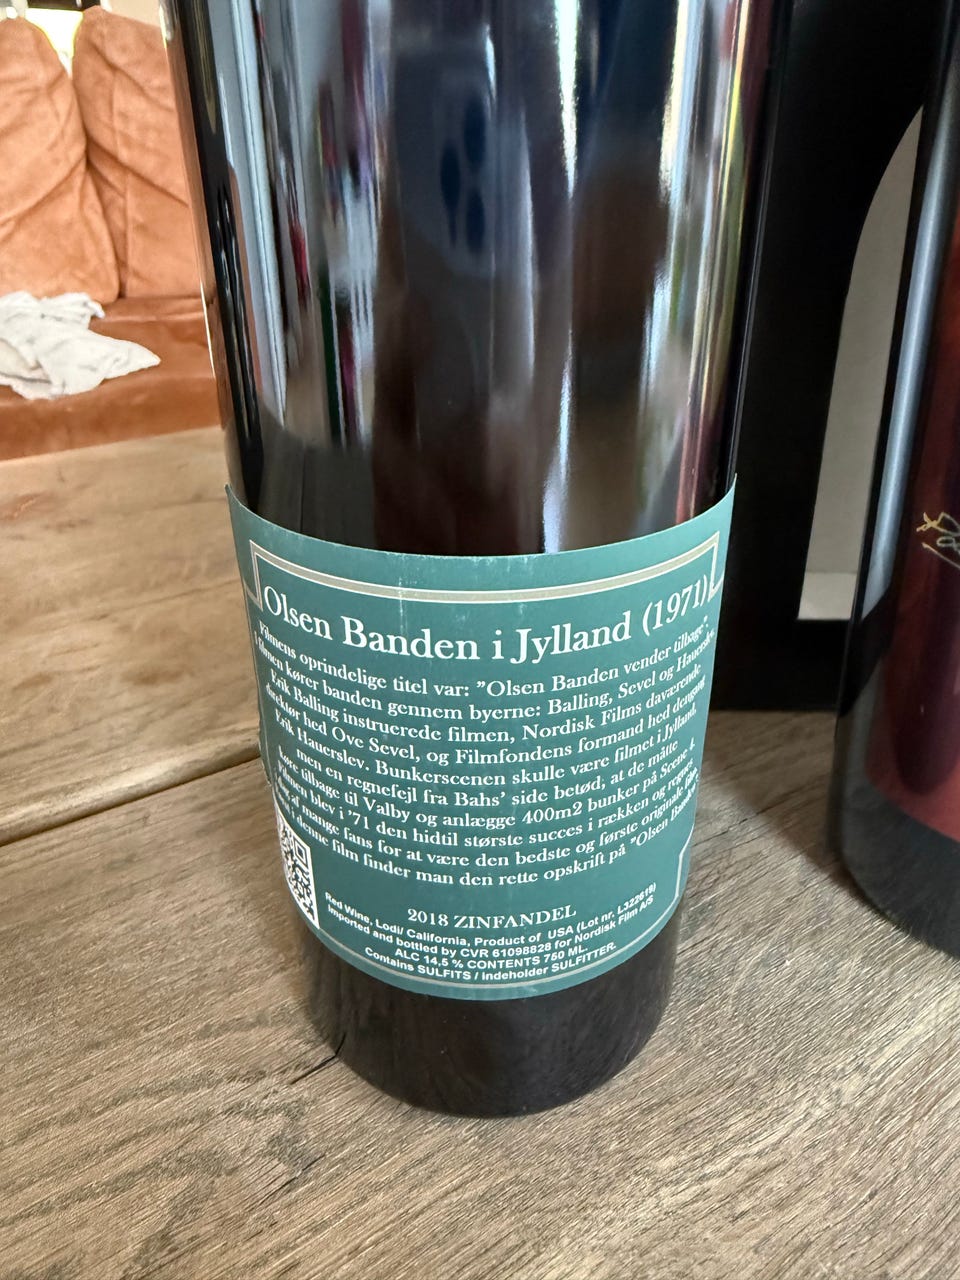 Olsen Banden i Jylland (1971)
Filmens oprindelige titel var: ”Olsen Banden vender tilbage”.
kører banden gennem byerne: Balling, Sevel og Hauerslev.
Erik Balling instruerede filmen, Nordisk Films daværende
direktør hed Ove Sevel, og Filmfondens formand hed dengang
Erik Hauerslev. Bunkerscenen skulle være filmet i Jylland,
men en regnefejl fra Bahs’ side betød, at de måtte
køre tilbage til Valby og anlægge 400m2 bunker på Scene 4.
Filmen blev i ’71 den hidtil største succes i rækken og regnes
af mange fans for at være den bedste og første originale film,
I denne film finder man den rette opskrift på ”Olsen Banden”
2018 ZINFANDEL
Red Wine, Lodi/ California, Product of USA (Lot nr. L322619)
Imported and bottled by CVR 61098828 for Nordisk Film A/S
ALC 14,5 % CONTENTS 750 ML.
Contains SULFITS / Indeholder SULFITTER.